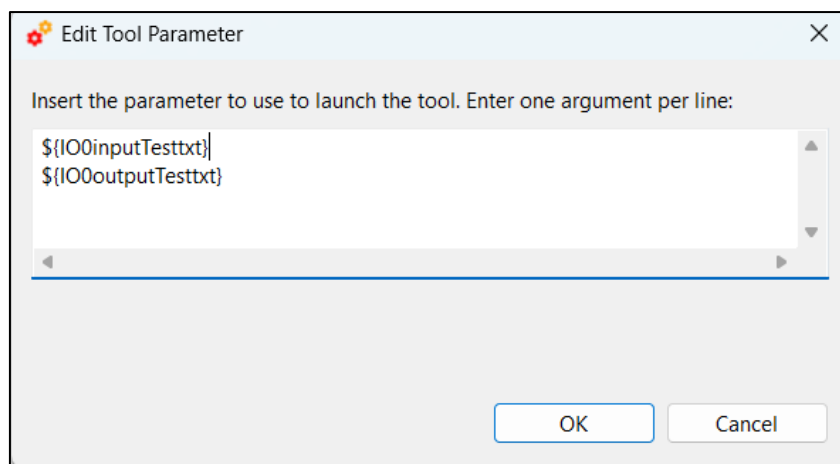 Edit Tool Parameter
Insert the parameter to use to launch the tool. Enter one argument per line:
${IO0inputTesttxt}
${IO0outputTesttxt}
OK
Cancel